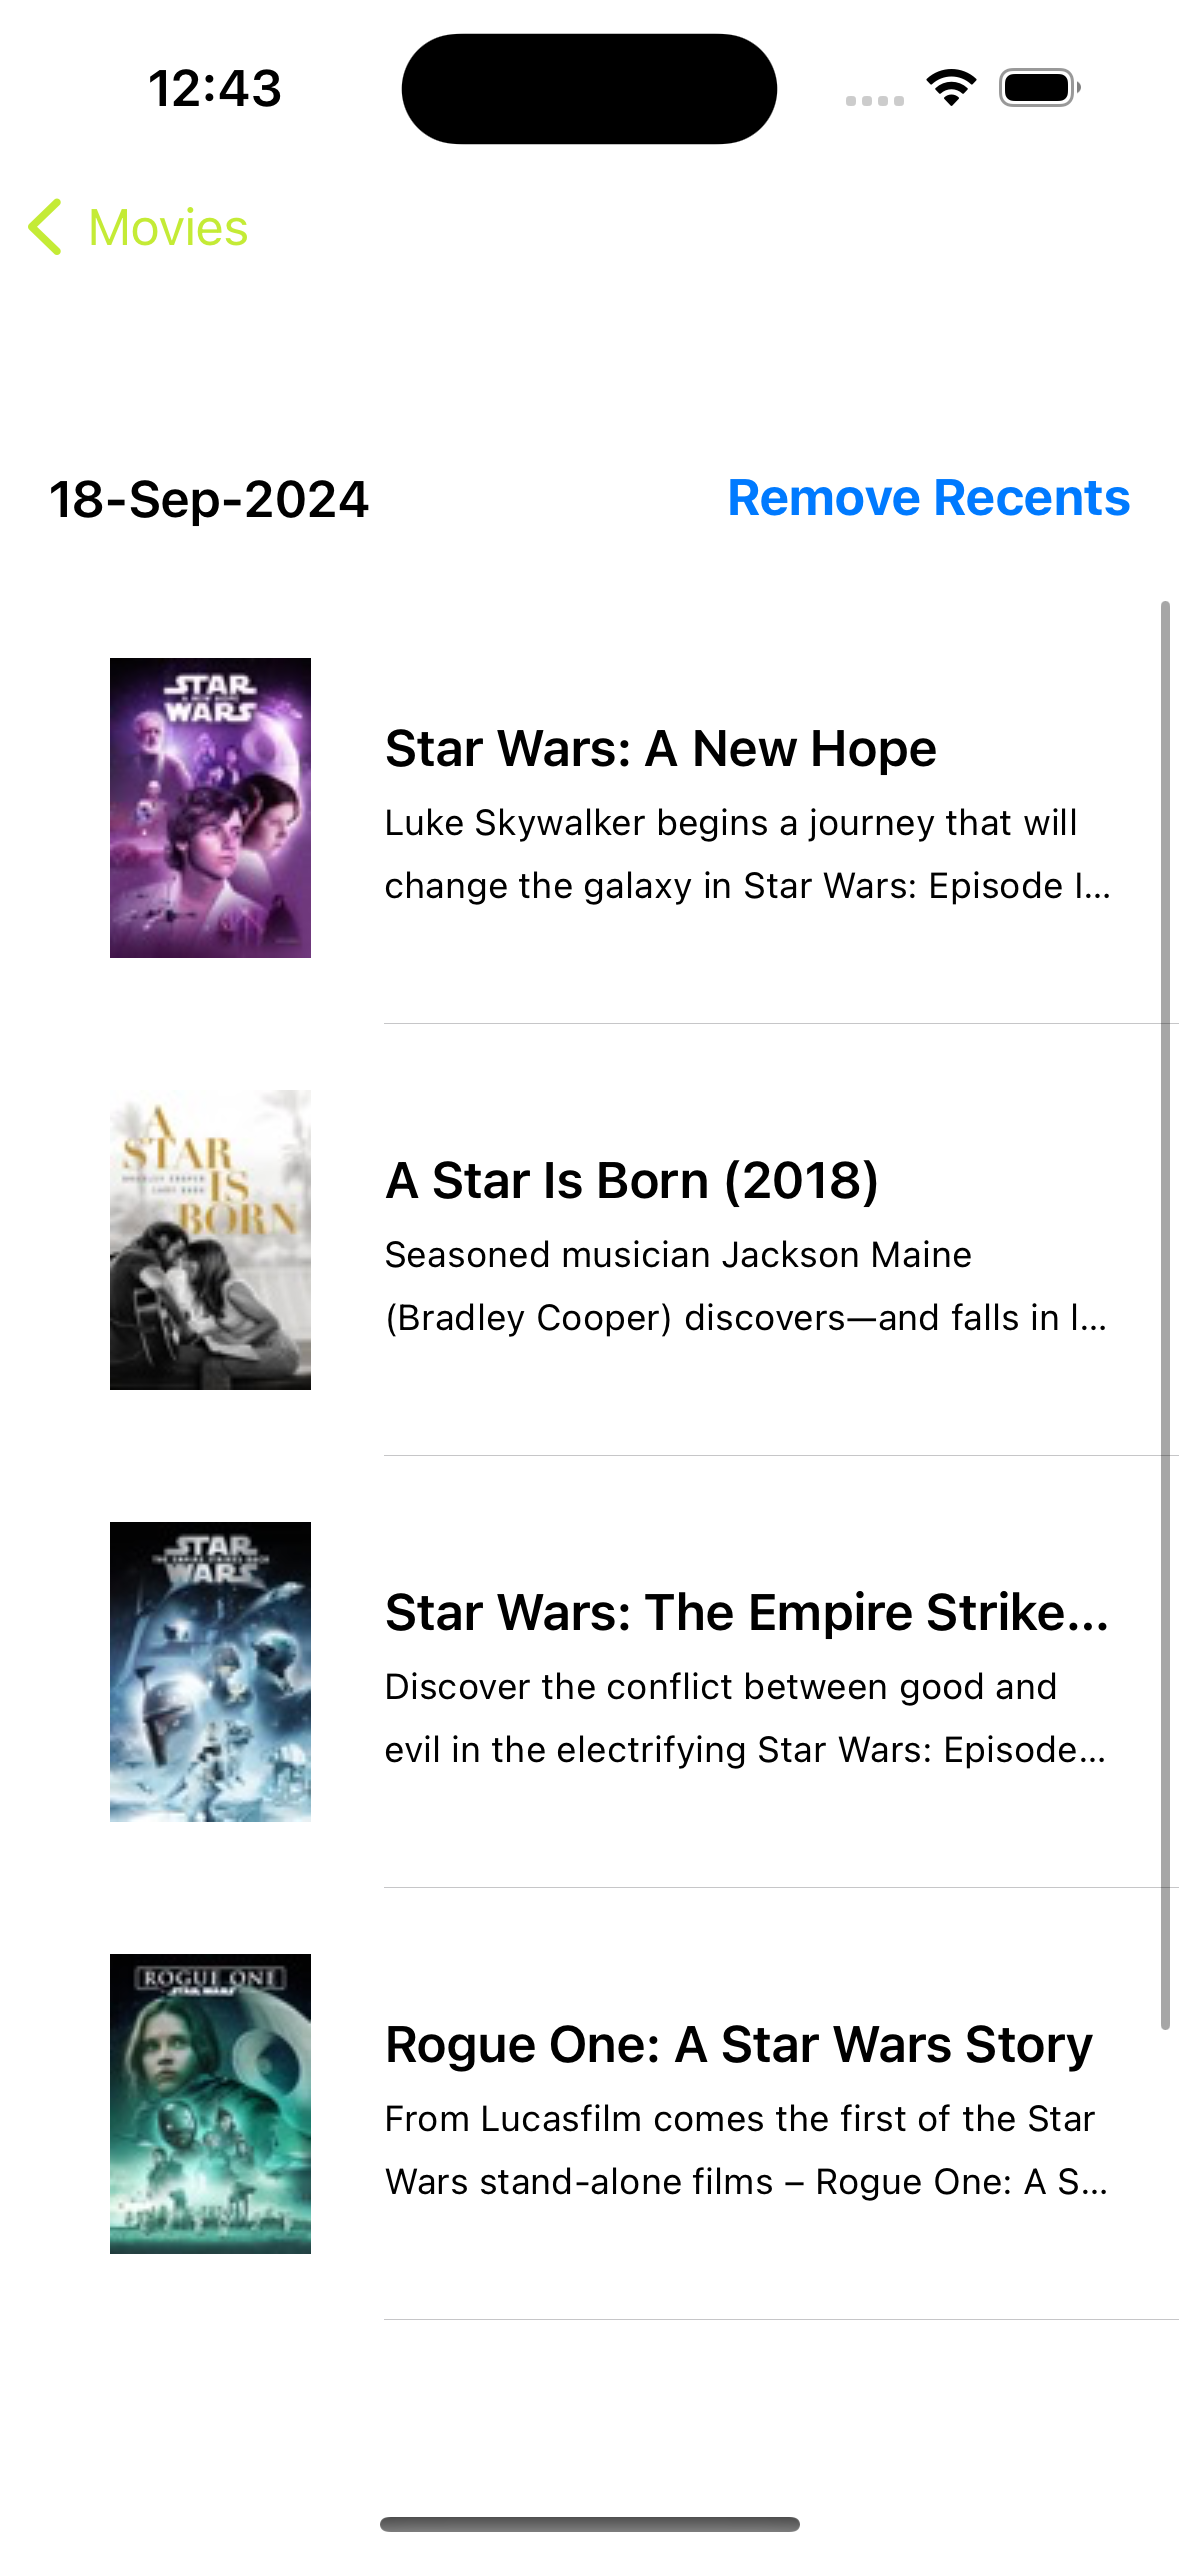 12:43
Movies
18-Sep-2024
Remove Recents
STAR
WARS
Star Wars: A New Hope
Luke Skywalker begins a journey that will
change the galaxy in Star Wars: Episode I...
A
STAR
IS
BORN
A Star Is Born (2018)
Seasoned musician Jackson Maine
(Bradley Cooper) discovers—and falls in l...
STAR
WARS
Star Wars: The Empire Strike...
Discover the conflict between good and
evil in the electrifying Star Wars: Episode...
ROGUE ONE
STAR WARS
Rogue One: A Star Wars Story
From Lucasfilm comes the first of the Star
Wars stand-alone films – Rogue One: A S...